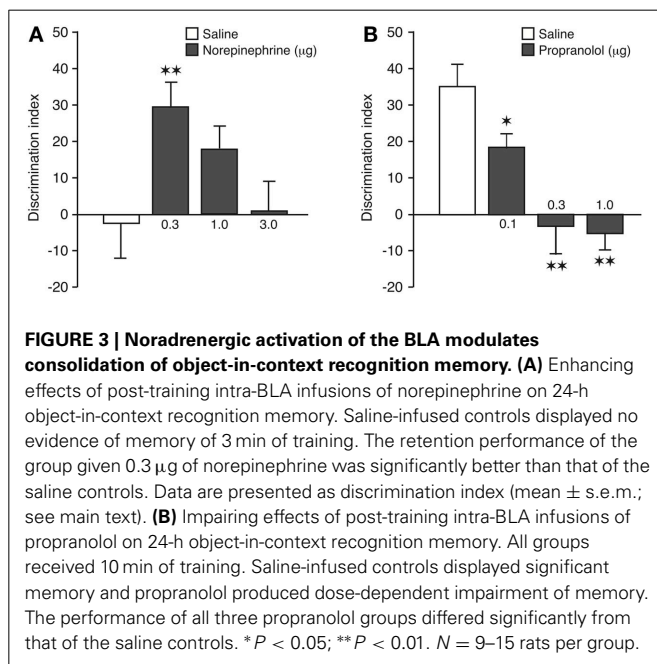 A
50
40
30
20
10
0
-10
-20
Discrimination index
Saline
Norepinephrine (μg)
✶✶
0.3
1.0
3.0
B
50
40
30
20
10
0
-10
-20
Discrimination index
Saline
Propranolol (μg)
✶
0.1
0.3
1.0
✶✶
✶✶
FIGURE 3 | Noradrenergic activation of the BLA modulates
consolidation of object-in-context recognition memory. (A) Enhancing
effects of post-training intra-BLA infusions of norepinephrine on 24-h
object-in-context recognition memory. Saline-infused controls displayed no
evidence of memory of 3 min of training. The retention performance of the
group given 0.3 μg of norepinephrine was significantly better than that of the
saline controls. Data are presented as discrimination index (mean ± s.e.m.;
see main text). (B) Impairing effects of post-training intra-BLA infusions of
propranolol on 24-h object-in-context recognition memory. All groups
received 10 min of training. Saline-infused controls displayed significant
memory and propranolol produced dose-dependent impairment of memory.
The performance of all three propranolol groups differed significantly from
that of the saline controls. *P < 0.05; **P < 0.01. N = 9–15 rats per group.